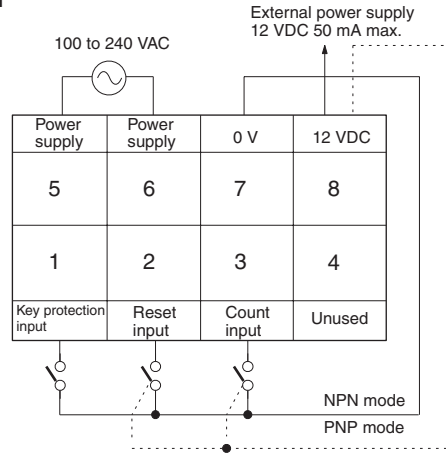 External power supply
12 VDC 50 mA max.
100 to 240 VAC
Power
supply
Power
supply
0 V
12 VDC
5
6
7
8
1
2
3
4
Key protection
input
Reset
input
Count
input
Unused
NPN mode
PNP mode